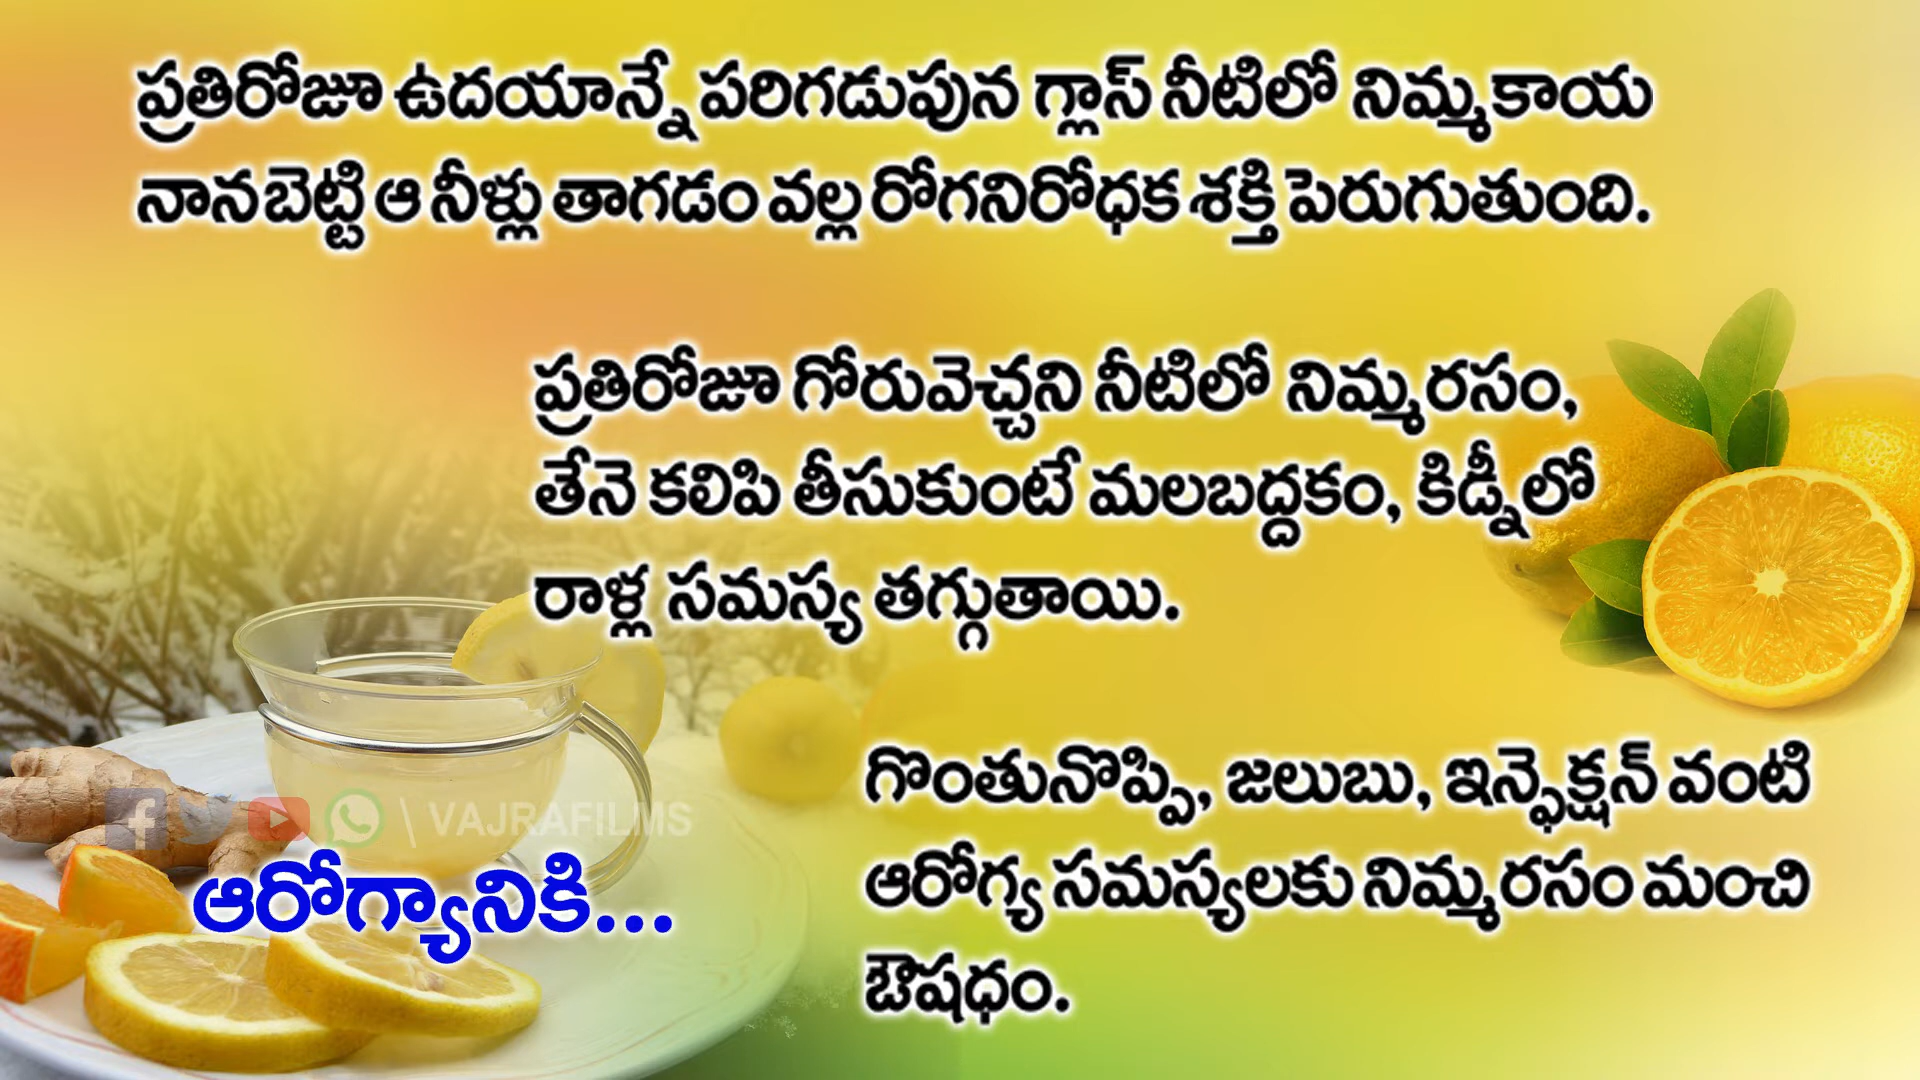 ప్రతిరోజూ ఉదయాన్నే పరిగడుపున గ్లాస్ నీటిలో నిమ్మకాయ
నానబెట్టి ఆ నీళ్లు తాగడం వల్ల రోగనిరోధక శక్తి పెరుగుతుంది.
ప్రతిరోజూ గోరువెచ్చని నీటిలో నిమ్మరసం,
తేనె కలిపి తీసుకుంటే మలబద్దకం, కిడ్నీలో
రాళ్ల సమస్య తగ్గుతాయి.
గొంతునొప్పి, జలుబు, ఇన్ఫెక్షన్ వంటి
ఆరోగ్య సమస్యలకు నిమ్మరసం మంచి
ఔషధం.
\ VAJRAFILMS
ఆరోగ్యానికి...